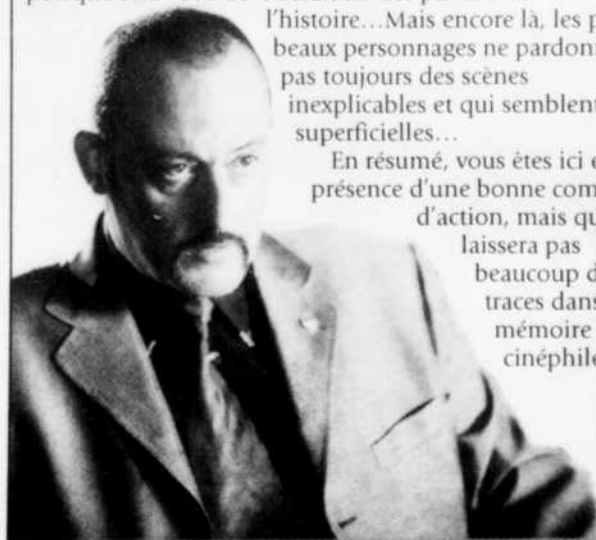 l'histoire…Mais encore là, les p
beaux personnages ne pardon
pas toujours des scènes
inexplicables et qui semblent
superficielles…
En résumé, vous êtes ici e
présence d'une bonne com
d'action, mais qu
laissera pas
beaucoup d
traces dans
mémoire
cinéphile